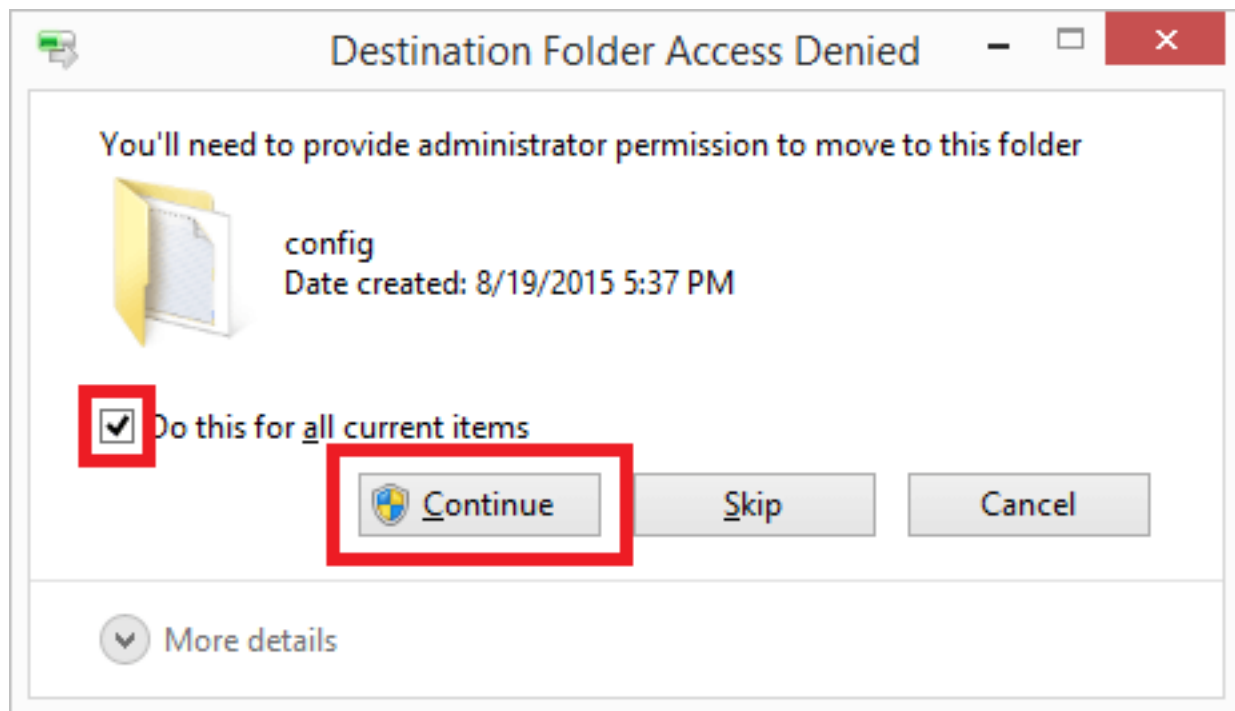 Destination Folder Access Denied
You'll need to provide administrator permission to move to this folder
config
Date created: 8/19/2015 5:37 PM
Do this for all current items
Continue
Skip
Cancel
More details